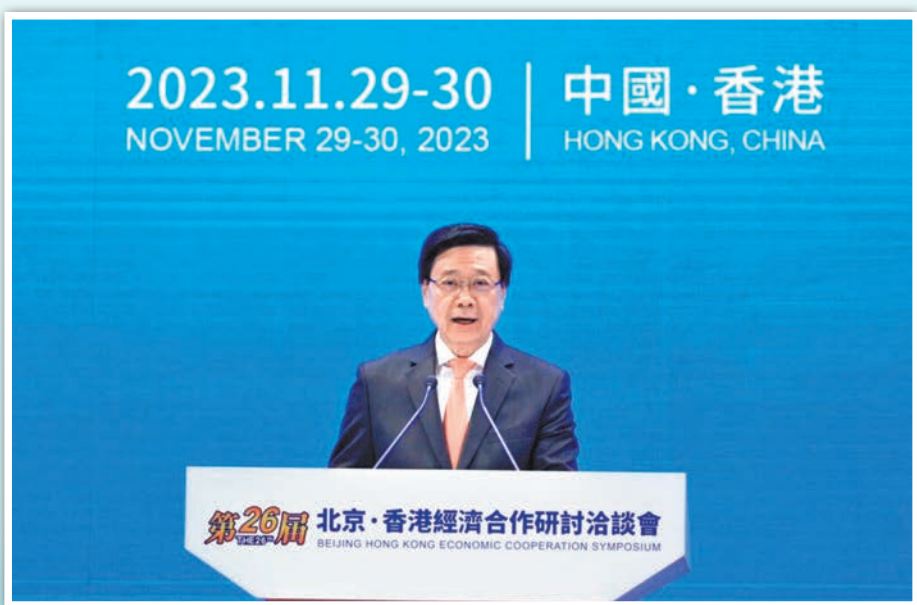 2023.11.29-30
NOVEMBER 29-30, 2023
中國·香港
HONG KONG, CHINA
第26屆
THE 26TH
北京·香港經濟合作研討洽談會
BEIJING HONG KONG ECONOMIC COOPERATION SYMPOSIUM